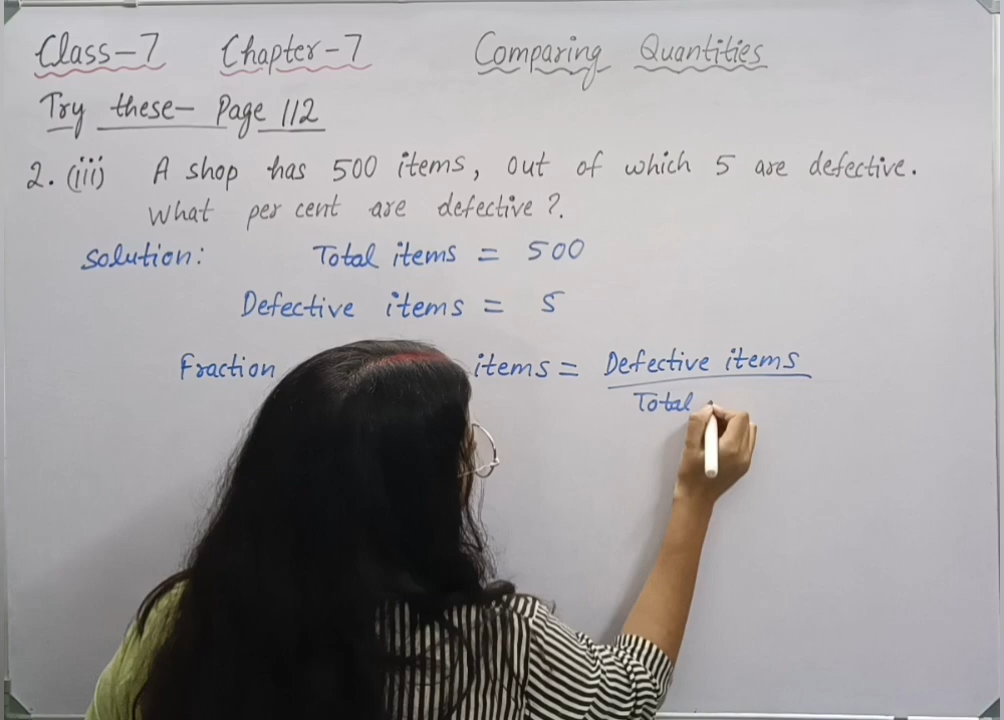 Class-7 Chapter-7 Comparing Quantities
Try these- Page 112
2. (iii) A shop has 500 items, out of which 5 are defective.
What per cent are defective?.
Solution: Total items = 500
Defective items = 5
Fraction items = Defective items
Total